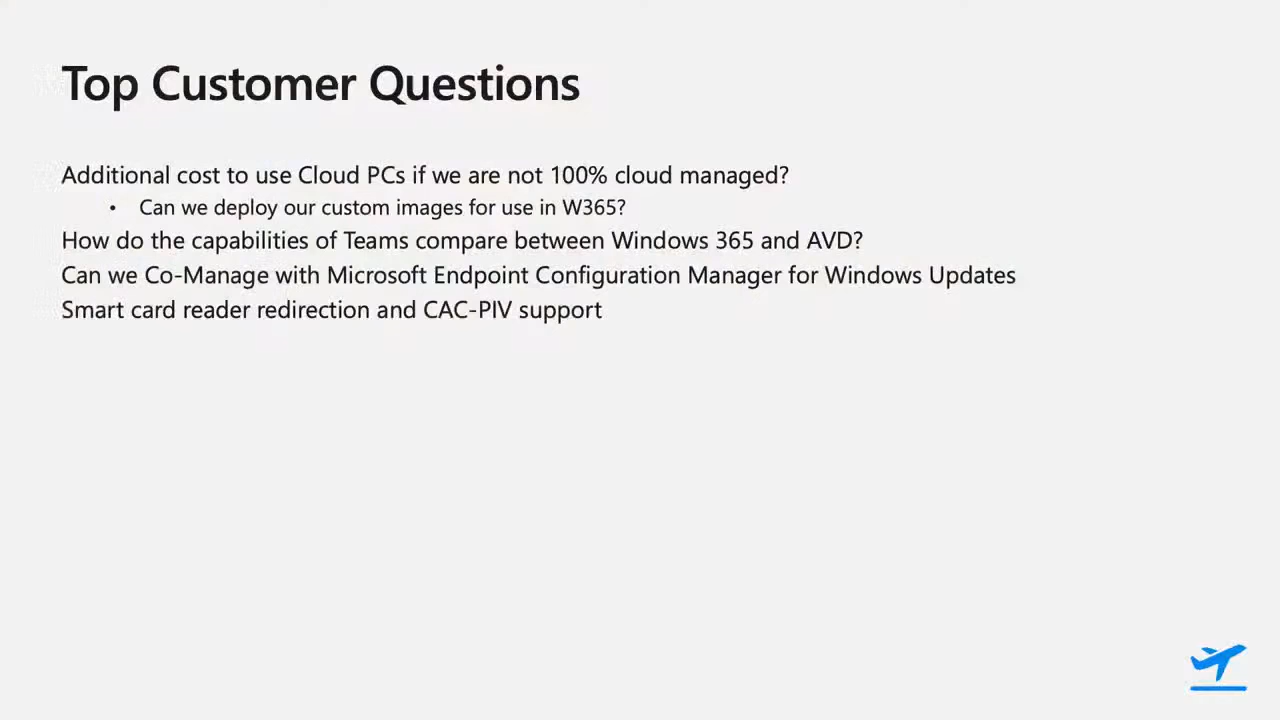 Top Customer Questions
Additional cost to use Cloud PCs if we are not 100% cloud managed?
• Can we deploy our custom images for use in W365?
How do the capabilities of Teams compare between Windows 365 and AVD?
Can we Co-Manage with Microsoft Endpoint Configuration Manager for Windows Updates
Smart card reader redirection and CAC-PIV support